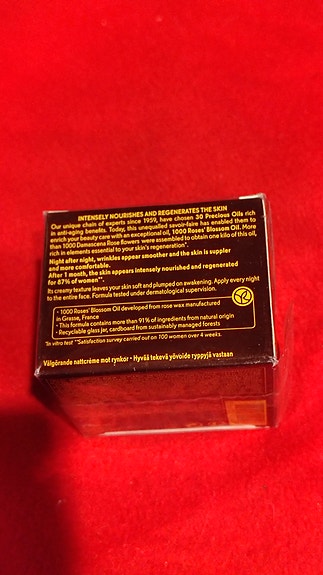 INTENSELY NOURISHES AND REGENERATES THE SKIN
Our unique chain of experts since 1959, have chosen 30 Precious Oils rich
in anti-aging benefits. Today, this unequalled savoir-faire has enabled them to
enrich your beauty care with an exceptional oil, 1000 Roses' Blossom Oil. More
than 1000 Damascena Rose flowers were assembled to obtain one kilo of this oil,
rich in elements essential to your skin's regeneration*.
Night after night, wrinkles appear smoother and the skin is suppler
and more comfortable.
After 1 month, the skin appears intensely nourished and regenerated
for 87% of women**.
Its creamy texture leaves your skin soft and plumped on awakening. Apply every night
to the entire face. Formula tested under dermatological supervision.
• 1000 Roses' Blossom Oil developed from rose wax manufactured
in Grasse, France
• This formula contains more than 91% of ingredients from natural origin
• Recyclable glass jar, cardboard from sustainably managed forests
*In vitro test **Satisfaction survey carried out on 100 women over 4 weeks.
Välgörande nattcrème mot rynkor • Hyvää tekevä yövoide ryppyjä vastaan